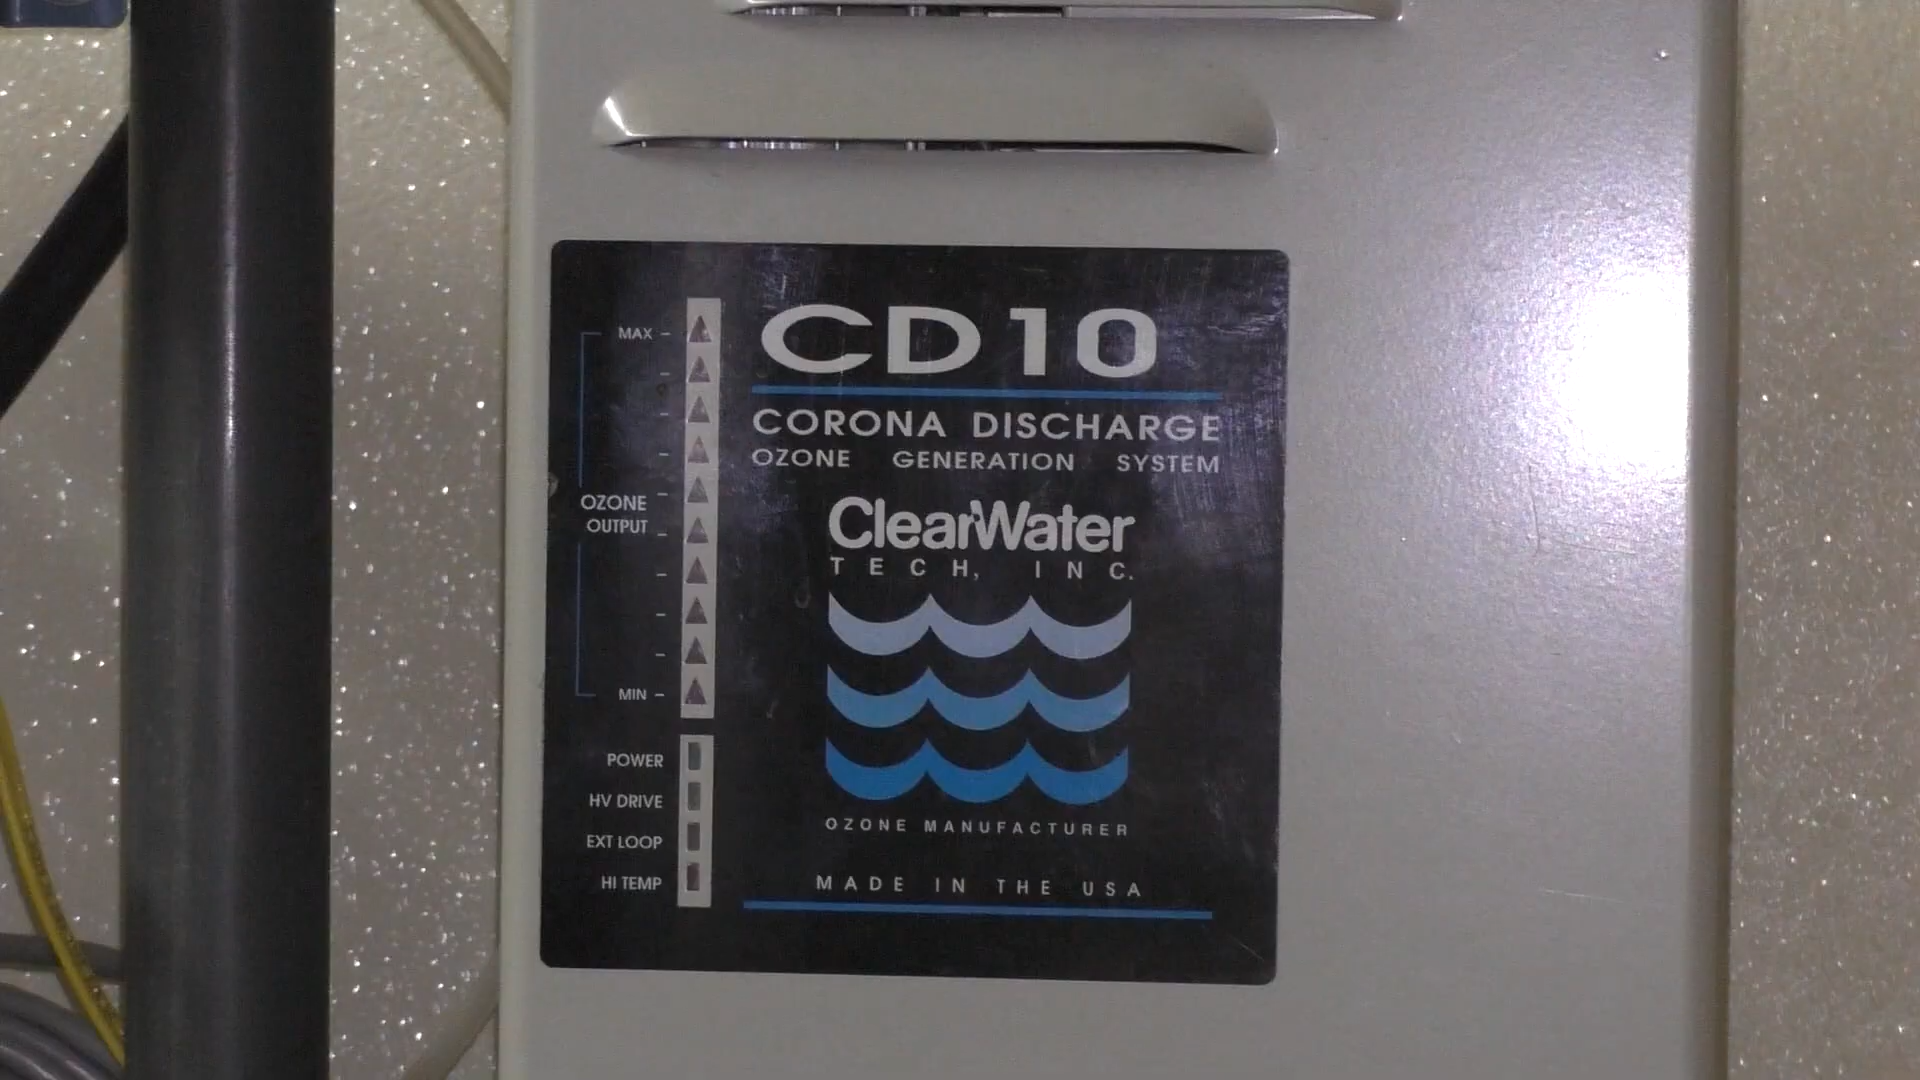 CD10
CORONA DISCHARGE
OZONE GENERATION SYSTEM
ClearWater
TECH, INC.
OZONE MANUFACTURER
MADE IN THE USA
MAX
OZONE
OUTPUT
MIN
POWER
HV DRIVE
EXT LOOP
HI TEMP